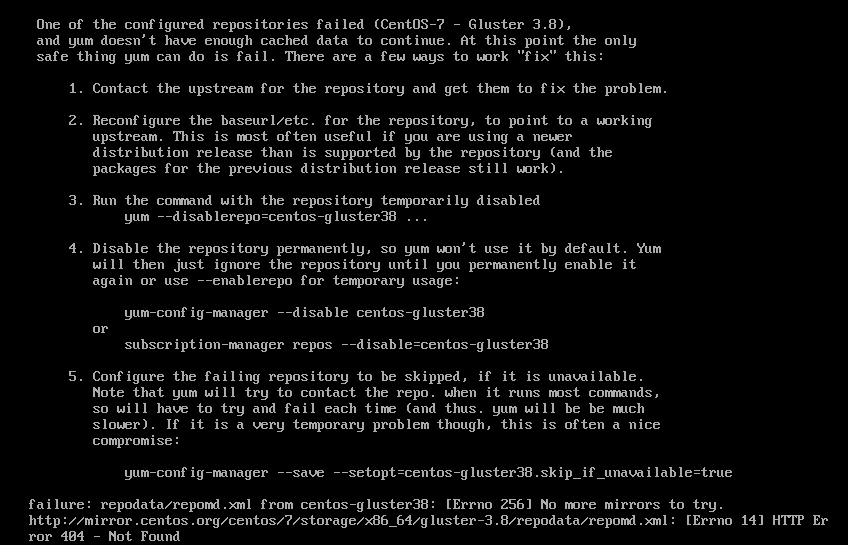 One of the configured repositories failed (CentOS-7 - Gluster 3.8),
and yum doesn't have enough cached data to continue. At this point the only
safe thing yum can do is fail. There are a few ways to work "fix" this:
1. Contact the upstream for the repository and get them to fix the problem.
2. Reconfigure the baseurl/etc. for the repository, to point to a working
upstream. This is most often useful if you are using a newer
distribution release than is supported by the repository (and the
packages for the previous distribution release still work).
3. Run the command with the repository temporarily disabled
yum --disablerepo=centos-gluster38 ...
4. Disable the repository permanently, so yum won't use it by default. Yum
will then just ignore the repository until you permanently enable it
again or use --enablerepo for temporary usage:
yum-config-manager --disable centos-gluster38
or
subscription-manager repos --disable=centos-gluster38
5. Configure the failing repository to be skipped, if it is unavailable.
Note that yum will try to contact the repo. when it runs most commands,
so will have to try and fail each time (and thus. yum will be be much
slower). If it is a very temporary problem though, this is often a nice
compromise:
yum-config-manager --save --setopt=centos-gluster38.skip_if_unavailable=true
failure: repodata/repomd.xml from centos-gluster38: [Errno 256] No more mirrors to try.
http://mirror.centos.org/centos/7/storage/x86_64/gluster-3.8/repodata/repomd.xml: [Errno 14] HTTP Er
ror 404 - Not Found